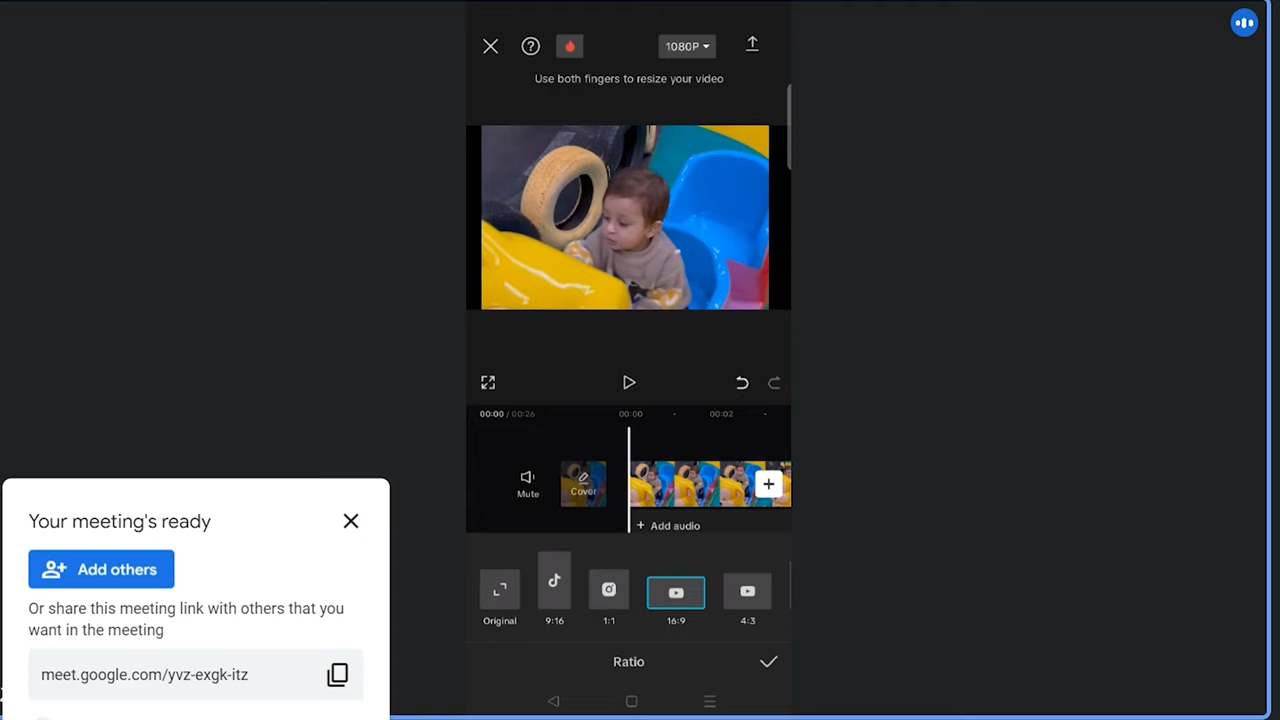 1080P
Use both fingers to resize your video
00:00 / 00:26
00:00
00:02
Mute
Cover
+ Add audio
Original
9:16
1:1
16:9
4:3
Ratio
Your meeting's ready
Add others
Or share this meeting link with others that you
want in the meeting
meet.google.com/yvz-exgk-itz